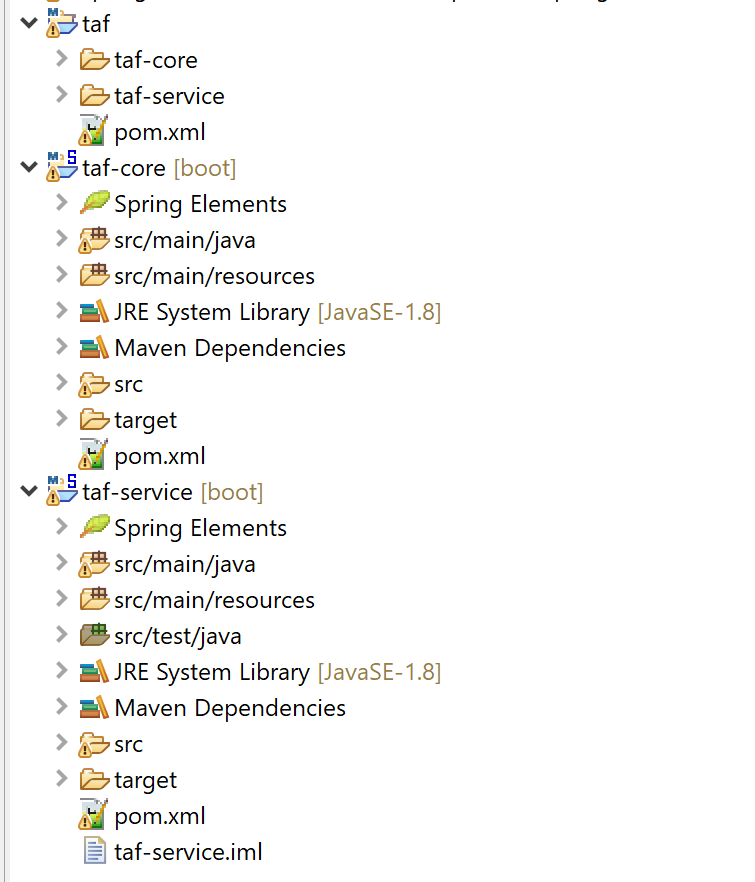 taf
taf-core
taf-service
pom.xml
taf-core [boot]
Spring Elements
src/main/java
src/main/resources
JRE System Library [JavaSE-1.8]
Maven Dependencies
src
target
pom.xml
taf-service [boot]
Spring Elements
src/main/java
src/main/resources
src/test/java
JRE System Library [JavaSE-1.8]
Maven Dependencies
src
target
pom.xml
taf-service.iml